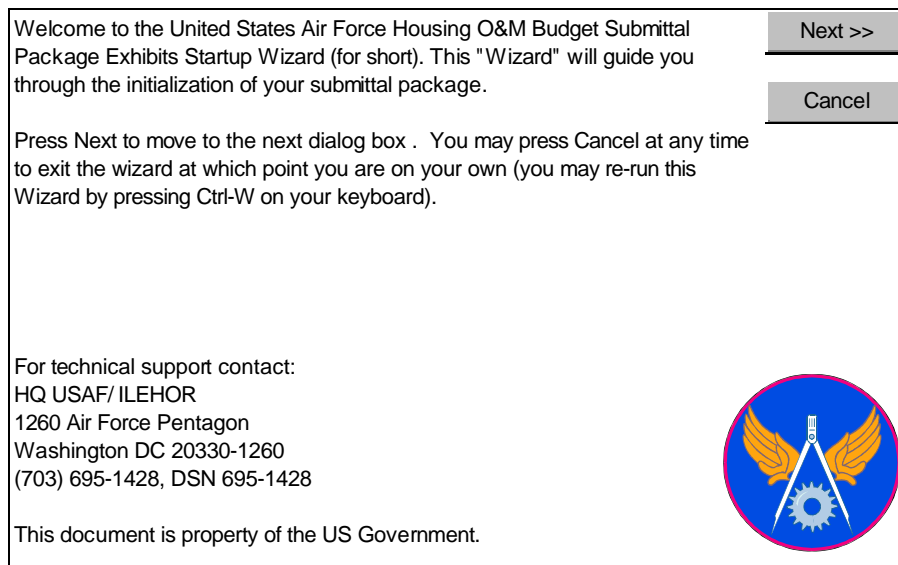 Welcome to the United States Air Force Housing O&M Budget Submittal
Package Exhibits Startup Wizard (for short). This "Wizard" will guide you
through the initialization of your submittal package.
Press Next to move to the next dialog box . You may press Cancel at any time
to exit the wizard at which point you are on your own (you may re-run this
Wizard by pressing Ctrl-W on your keyboard).
Next >>
Cancel
For technical support contact:
HQ USAF/ ILEHOR
1260 Air Force Pentagon
Washington DC 20330-1260
(703) 695-1428, DSN 695-1428
This document is property of the US Government.